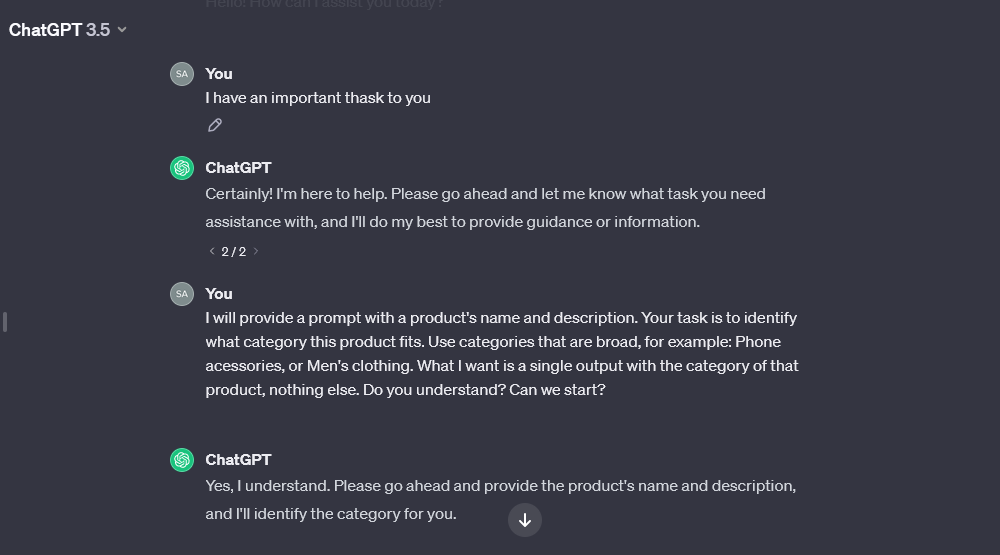 Hello! How can I assist you today?
ChatGPT 3.5
SA
You
I have an important thask to you
ChatGPT
Certainly! I'm here to help. Please go ahead and let me know what task you need
assistance with, and I'll do my best to provide guidance or information.
2 / 2
SA
You
I will provide a prompt with a product's name and description. Your task is to identify
what category this product fits. Use categories that are broad, for example: Phone
acessories, or Men's clothing. What I want is a single output with the category of that
product, nothing else. Do you understand? Can we start?
ChatGPT
Yes, I understand. Please go ahead and provide the product's name and description,
and I'll identify the category for you.